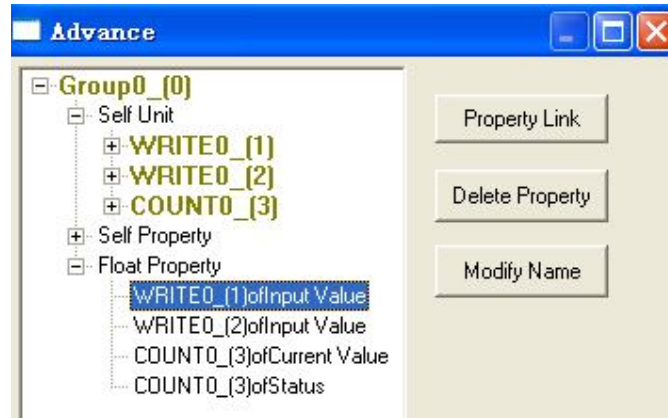 Advance
Group0_(0)
Self Unit
WRITE0_(1)
WRITE0_(2)
COUNT0_(3)
Self Property
Float Property
WRITE0_(1)ofInput Value
WRITE0_(2)ofInput Value
COUNT0_(3)ofCurrent Value
COUNT0_(3)ofStatus
Property Link
Delete Property
Modify Name